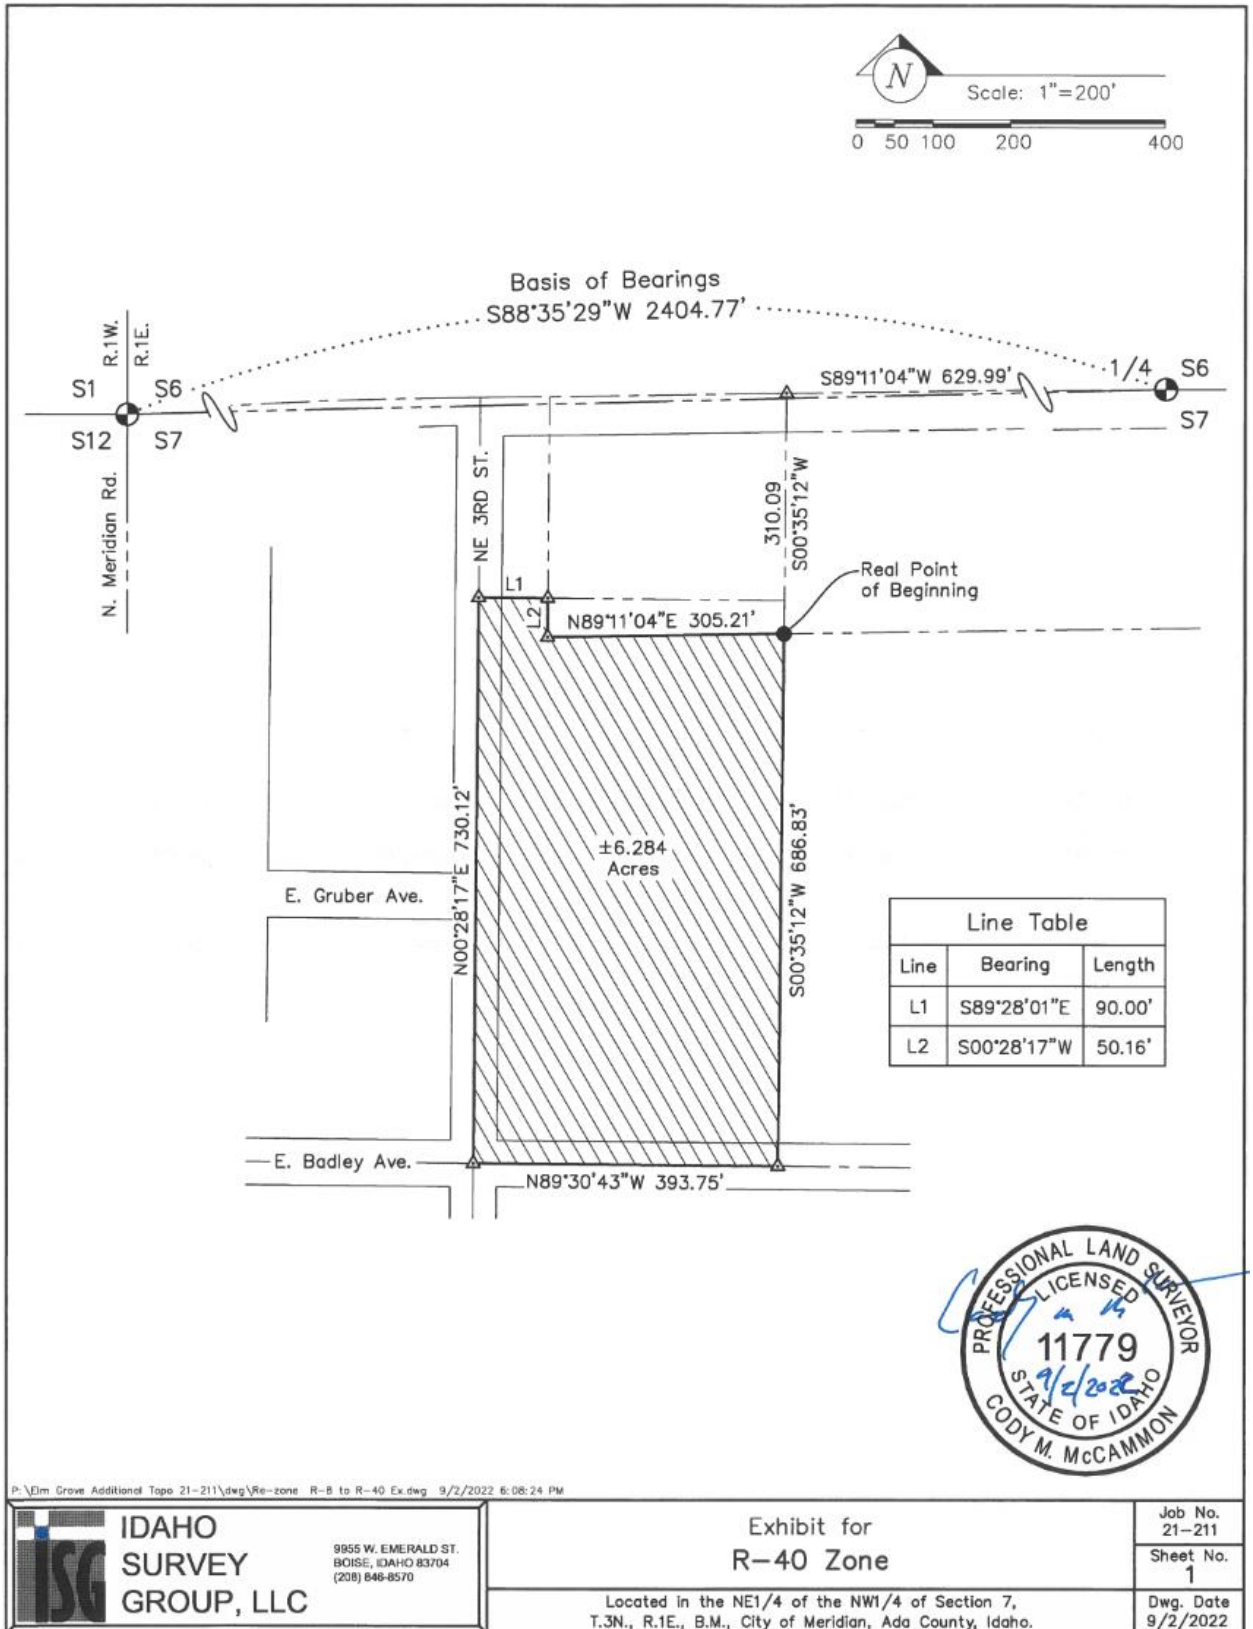 N
Scale: 1"=200'
0 50 100 200 400
Basis of Bearings
S88°35'29"W 2404.77'
R.1W.
R.1E.
S1 S6
S12 S7
S89°11'04"W 629.99'
1/4 S6
S7
N. Meridian Rd.
NE 3RD ST.
310.09
S00°35'12"W
Real Point
of Beginning
L1
L2
N89°11'04"E 305.21'
N00°28'17"E 730.12'
±6.284
Acres
S00°35'12"W 686.83'
E. Gruber Ave.
Line Table
Line Bearing Length
L1 S89°28'01"E 90.00'
L2 S00°28'17"W 50.16'
E. Badley Ave.
N89°30'43"W 393.75'
PROFESSIONAL LAND SURVEYOR
LICENSED
11779
9/2/2022
STATE OF IDAHO
CODY M. McCAMMON
P:\Elm Grove Additional Topo 21-211\dwg\Re-zone R-8 to R-40 Ex.dwg 9/2/2022 6:08:24 PM
ISG
IDAHO
SURVEY
GROUP, LLC
9955 W. EMERALD ST.
BOISE, IDAHO 83704
(208) 846-8570
Exhibit for
R-40 Zone
Located in the NE1/4 of the NW1/4 of Section 7,
T.3N., R.1E., B.M., City of Meridian, Ada County, Idaho.
Job No.
21-211
Sheet No.
1
Dwg. Date
9/2/2022